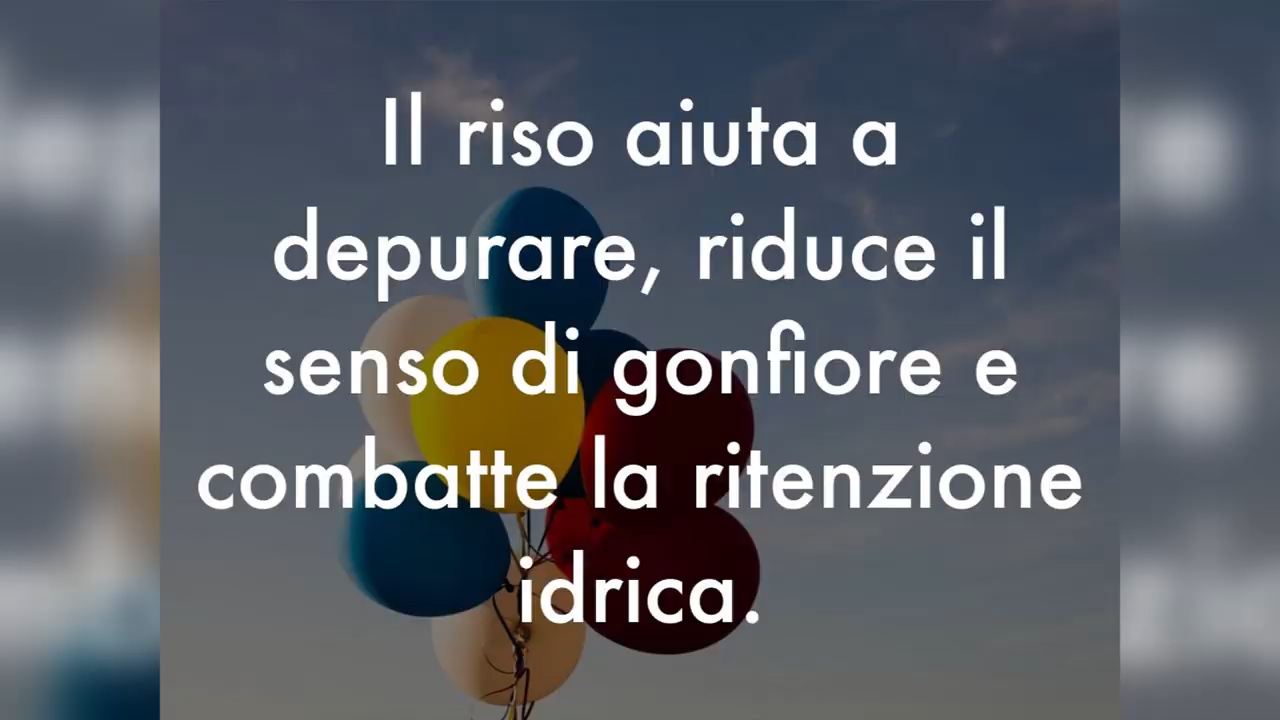 Il riso aiuta a
depurare, riduce il
senso di gonfiore e
combatte la ritenzione
idrica.